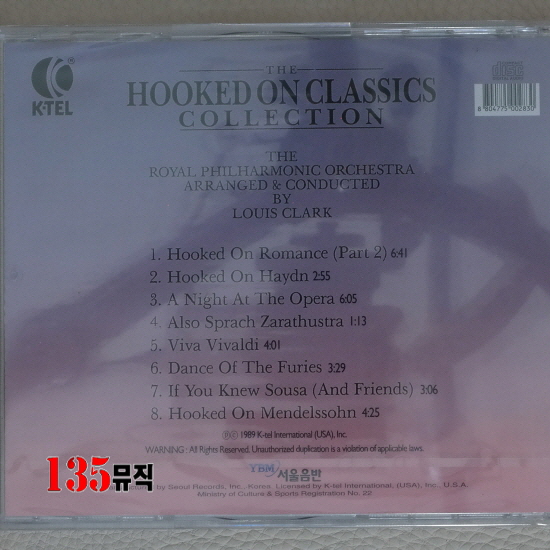 K-TEL
THE
HOOKED ON CLASSICS
COLLECTION
8 804775 002830
THE
ROYAL PHILHARMONIC ORCHESTRA
ARRANGED & CONDUCTED
BY
LOUIS CLARK
1. Hooked On Romance (Part 2) 6:41
2. Hooked On Haydn 2:55
3. A Night At The Opera 6:05
4. Also Sprach Zarathustra 1:13
5. Viva Vivaldi 4:01
6. Dance Of The Furies 3:29
7. If You Knew Sousa (And Friends) 3:06
8. Hooked On Mendelssohn 4:25
℗© 1989 K-tel International (USA), Inc.
WARNING : All Rights Reserved. Unauthorized duplication is a violation of applicable laws.
YBM 서울음반
135뮤직
by Seoul Records, Inc., Korea. Licensed by K-tel International, (USA), Inc., U.S.A.
Ministry of Culture & Sports Registration No. 22